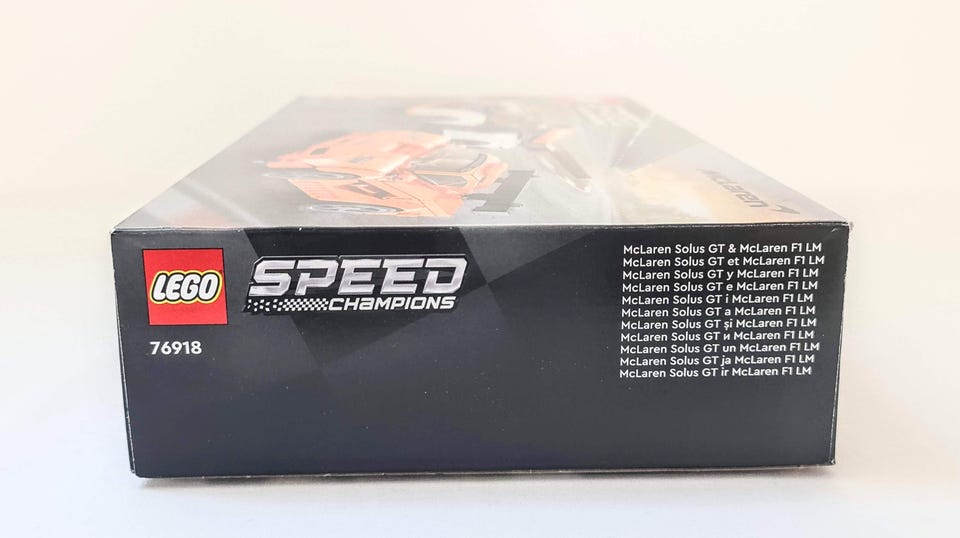 McLaren
LEGO
SPEED
CHAMPIONS
76918
McLaren Solus GT & McLaren F1 LM
McLaren Solus GT et McLaren F1 LM
McLaren Solus GT y McLaren F1 LM
McLaren Solus GT e McLaren F1 LM
McLaren Solus GT i McLaren F1 LM
McLaren Solus GT a McLaren F1 LM
McLaren Solus GT și McLaren F1 LM
McLaren Solus GT и McLaren F1 LM
McLaren Solus GT un McLaren F1 LM
McLaren Solus GT ja McLaren F1 LM
McLaren Solus GT ir McLaren F1 LM